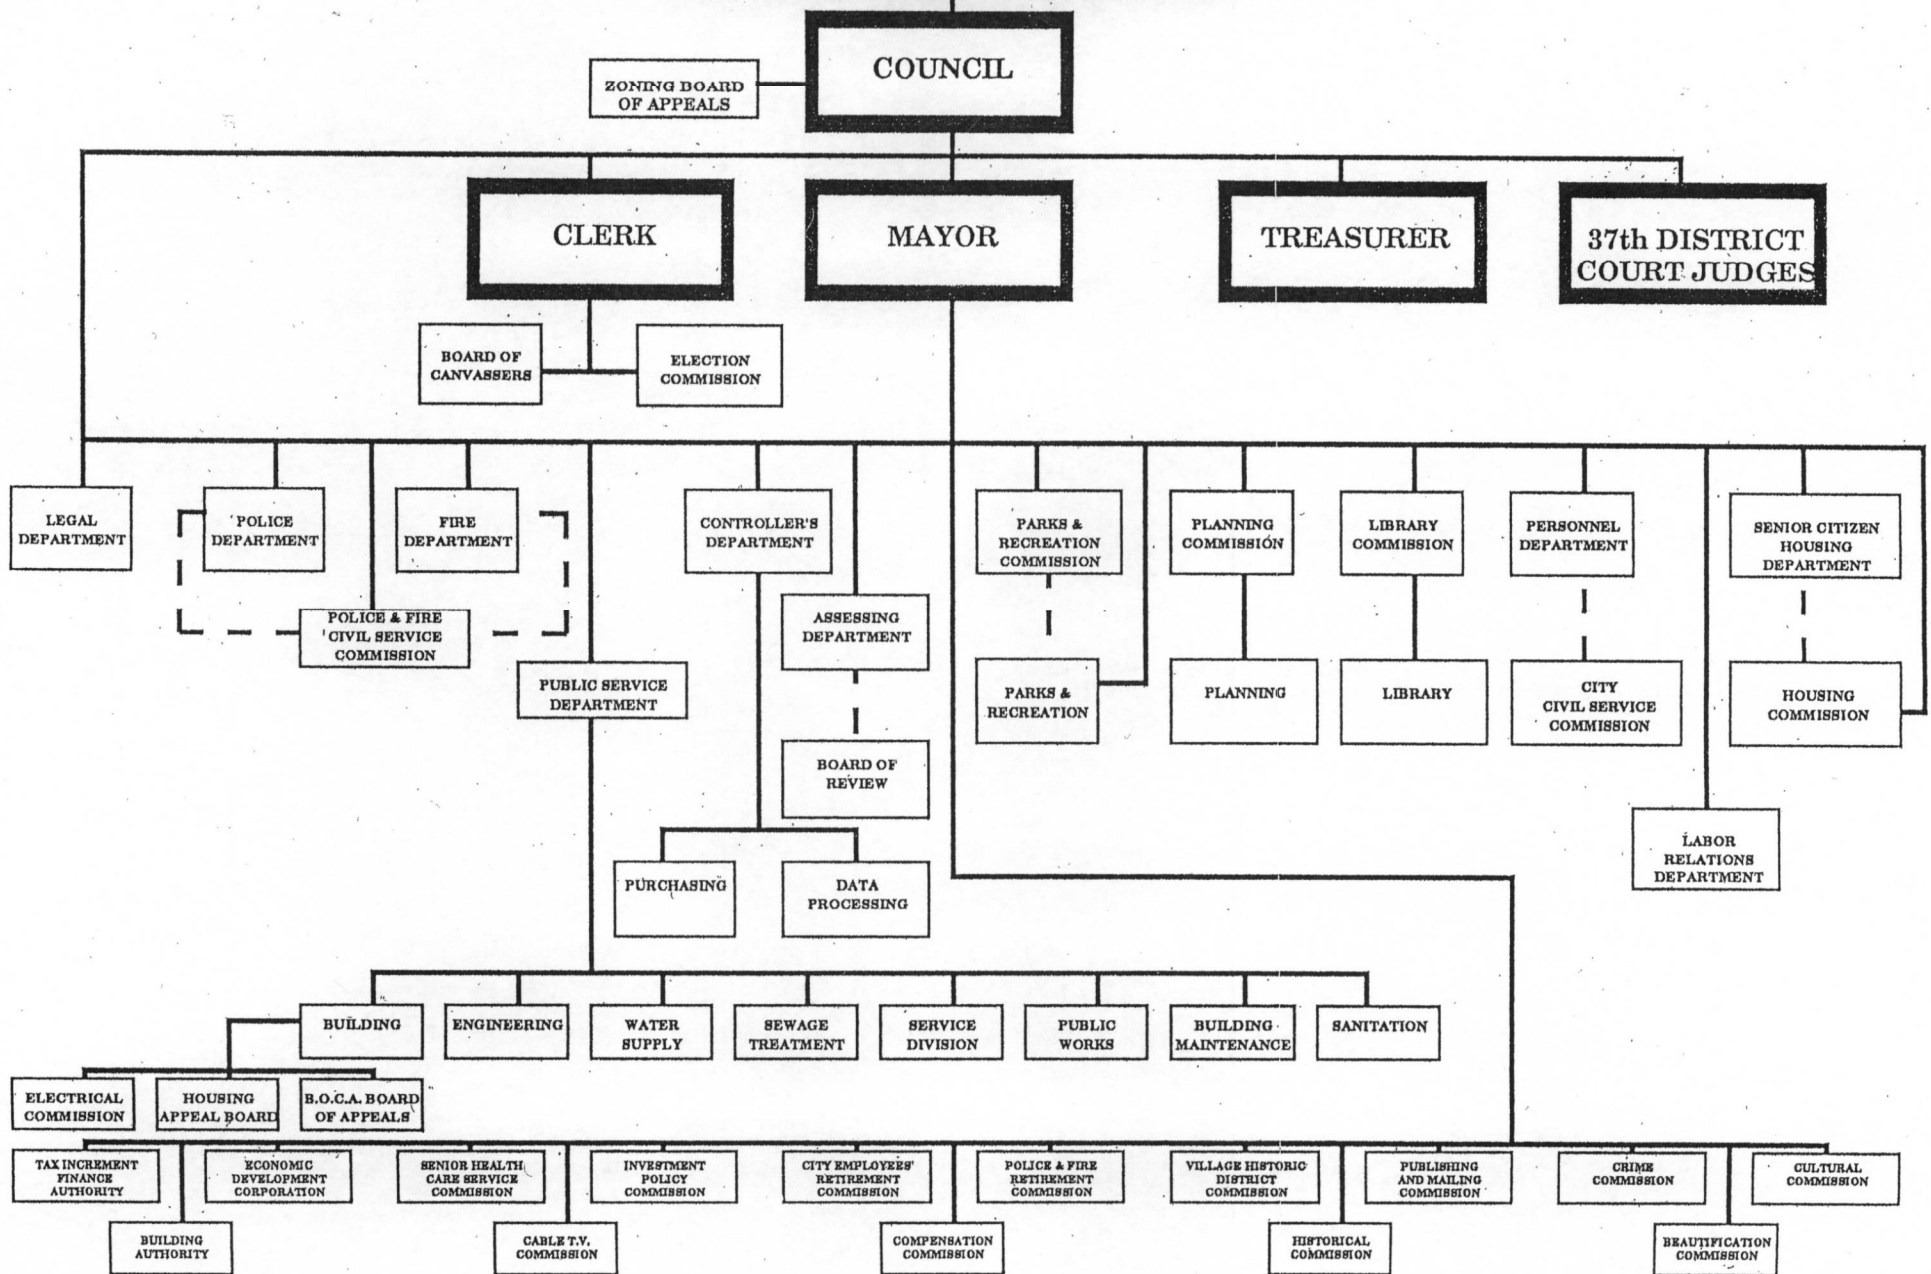 COUNCIL
ZONING BOARD
OF APPEALS
CLERK
MAYOR
TREASURER
37th DISTRICT
COURT JUDGES
BOARD OF
CANVASSERS
ELECTION
COMMISSION
LEGAL
DEPARTMENT
POLICE
DEPARTMENT
FIRE
DEPARTMENT
POLICE & FIRE
CIVIL SERVICE
COMMISSION
PUBLIC SERVICE
DEPARTMENT
CONTROLLER'S
DEPARTMENT
ASSESSING
DEPARTMENT
BOARD OF
REVIEW
PURCHASING
DATA
PROCESSING
PARKS &
RECREATION
COMMISSION
PARKS &
RECREATION
PLANNING
COMMISSION
PLANNING
LIBRARY
COMMISSION
LIBRARY
PERSONNEL
DEPARTMENT
CITY
CIVIL SERVICE
COMMISSION
SENIOR CITIZEN
HOUSING
DEPARTMENT
HOUSING
COMMISSION
LABOR
RELATIONS
DEPARTMENT
BUILDING
ENGINEERING
WATER
SUPPLY
SEWAGE
TREATMENT
SERVICE
DIVISION
PUBLIC
WORKS
BUILDING
MAINTENANCE
SANITATION
ELECTRICAL
COMMISSION
HOUSING
APPEAL BOARD
B.O.C.A. BOARD
OF APPEALS
TAX INCREMENT
FINANCE
AUTHORITY
ECONOMIC
DEVELOPMENT
CORPORATION
SENIOR HEALTH
CARE SERVICE
COMMISSION
INVESTMENT
POLICY
COMMISSION
CITY EMPLOYEES'
RETIREMENT
COMMISSION
POLICE & FIRE
RETIREMENT
COMMISSION
VILLAGE HISTORIC
DISTRICT
COMMISSION
PUBLISHING
AND MAILING
COMMISSION
CRIME
COMMISSION
CULTURAL
COMMISSION
BUILDING
AUTHORITY
CABLE T.V.
COMMISSION
COMPENSATION
COMMISSION
HISTORICAL
COMMISSION
BEAUTIFICATION
COMMISSION